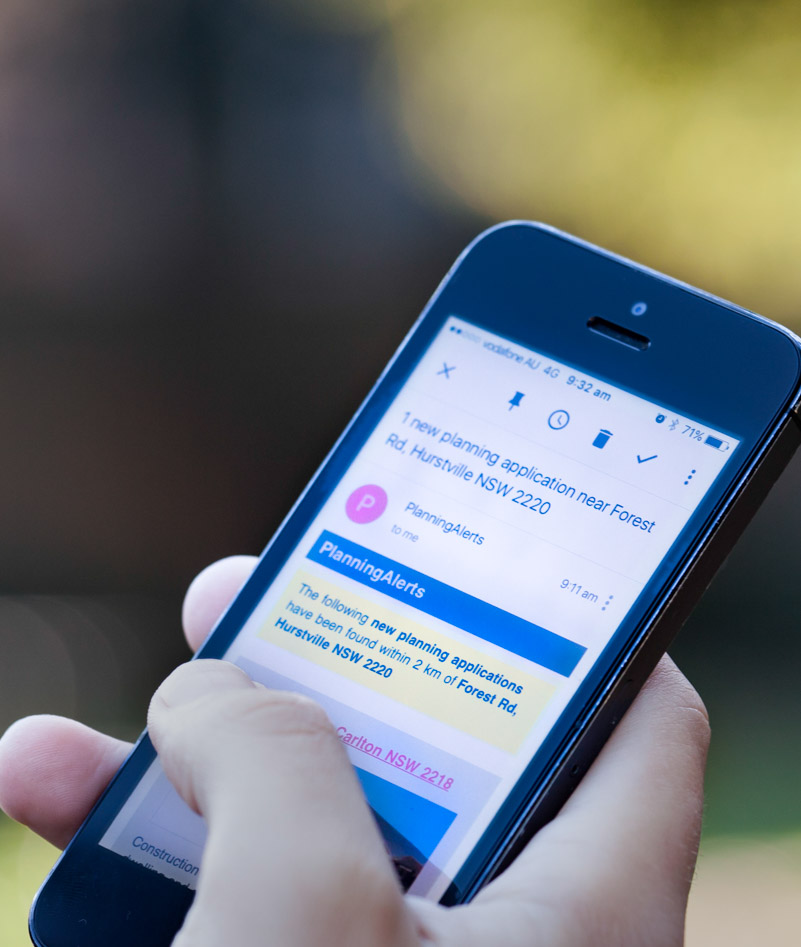 vodafone AU 4G 9:32 am 71%
1 new planning application near Forest
Rd, Hurstville NSW 2220
P
PlanningAlerts
to me
9:11 am
PlanningAlerts
The following new planning applications
have been found within 2 km of Forest Rd,
Hurstville NSW 2220
Carlton NSW 2218
Construction